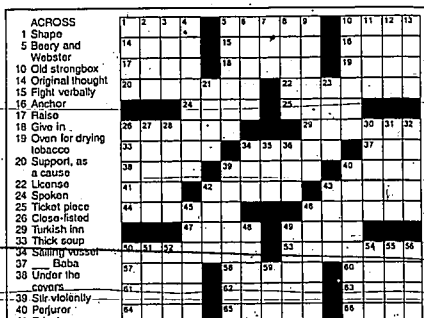 ACROSS
1 Shape
5 Beery and
Webster
10 Old strongbox
14 Original thought
15 Fight verbally
16 Anchor
17 Raise
18 Give in
19 Oven for drying
tobacco
20 Support, as
a cause
22 License
24 Spoken
25 Ticket piece
26 Close-fisted
29 Turkish inn
33 Thick soup
34 Sailing vessel
37 Baba
38 Under the
covers
39 Stir violently
40 Perjuror
1 2 3 4 5 6 7 8 9 10 11 12 13
14 15 16
17 18 19
20 21 22 23
24 25
26 27 28 29 30 31 32
33 34 35 36 37
38 39 40
41 42 43
44 45 46
47 48 49
50 51 52 53 54 55 56
57 58 59 60
61 62 63
64 65 66